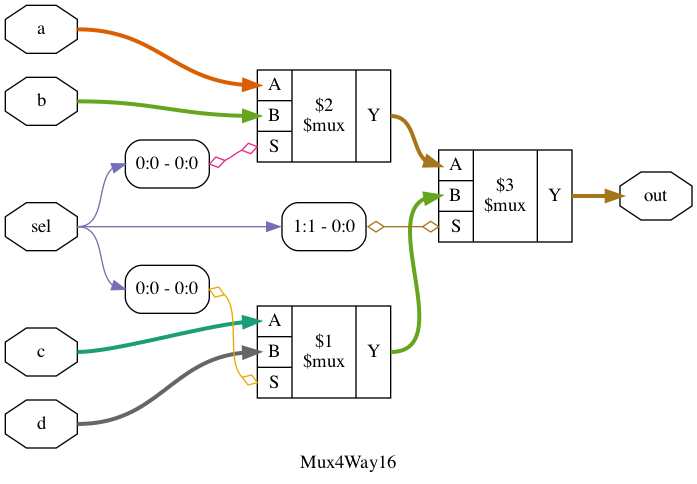 a
b
sel
c
d
0:0 - 0:0
1:1 - 0:0
0:0 - 0:0
A
B
S
$2
$mux
Y
A
B
S
$1
$mux
Y
A
B
S
$3
$mux
Y
out
Mux4Way16